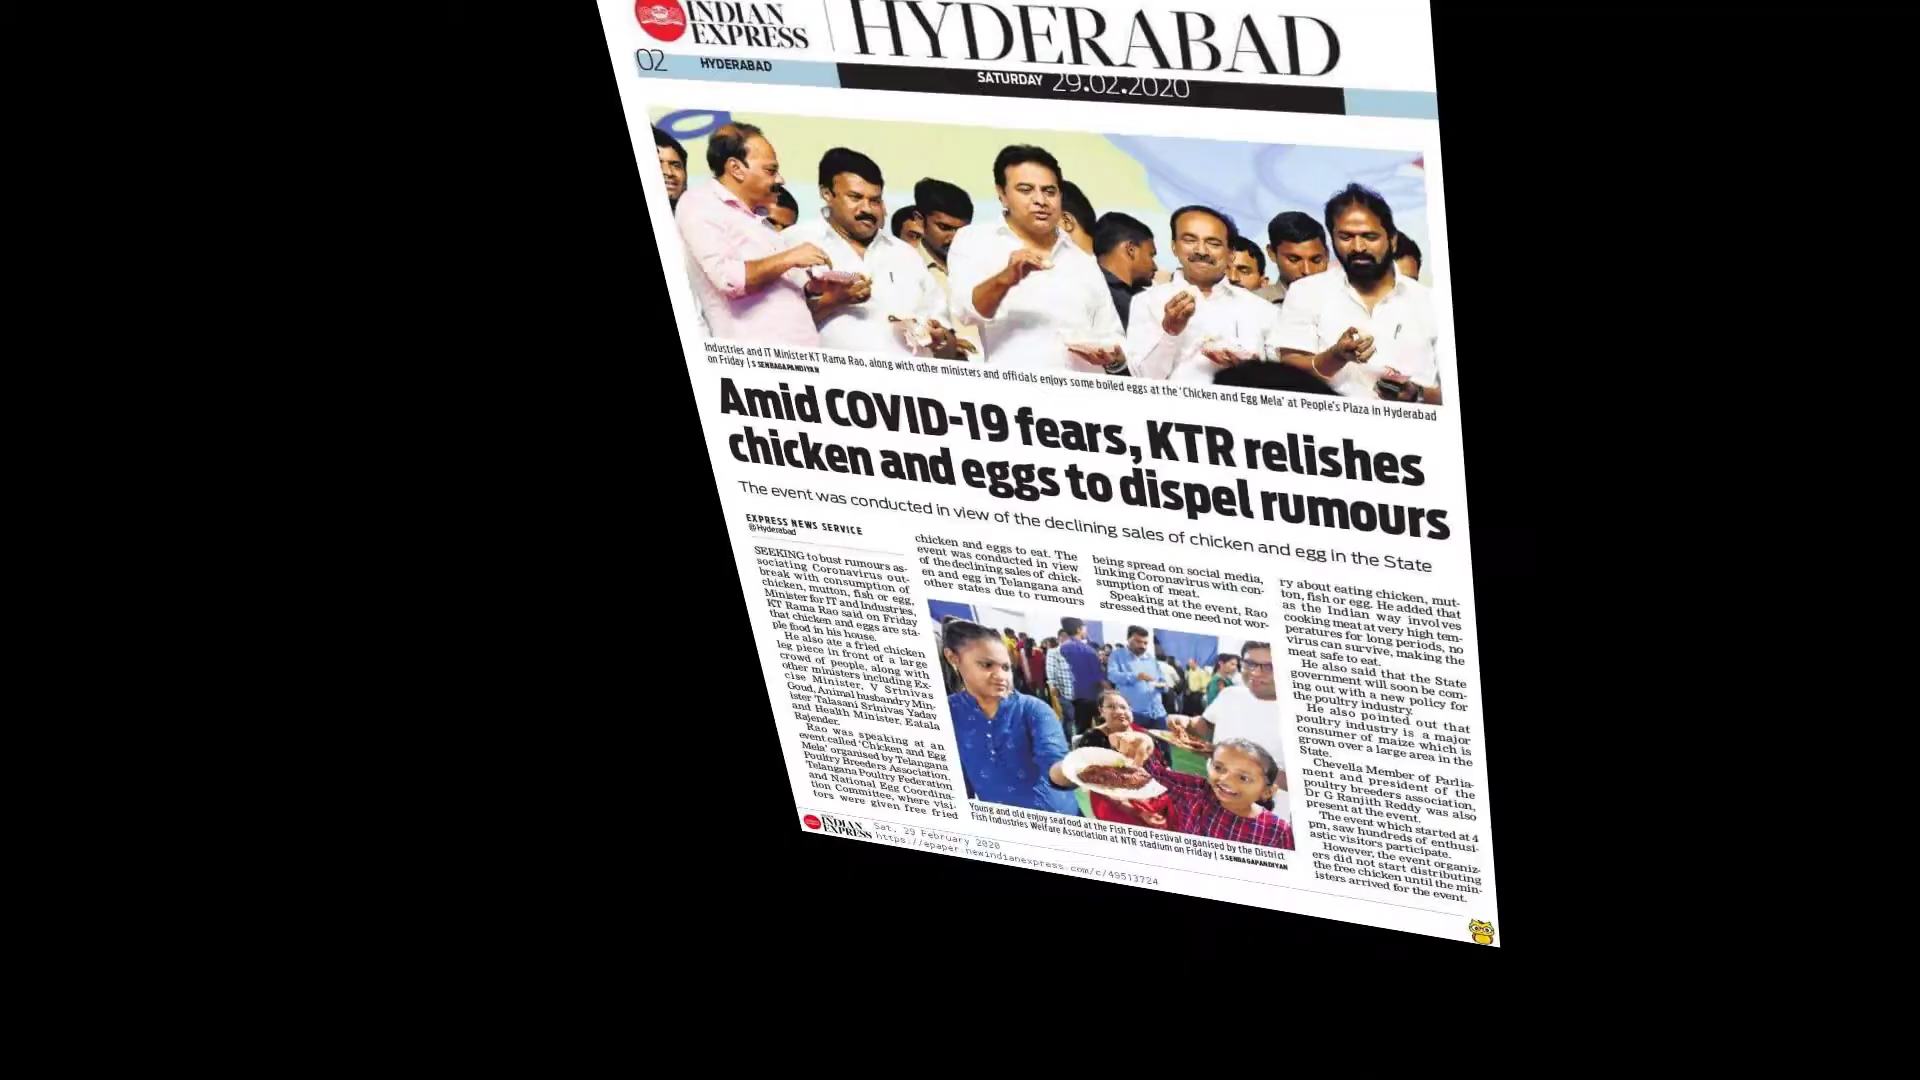 INDIAN
EXPRESS
HYDERABAD
02
HYDERABAD
SATURDAY 29.02.2020
Industries and IT Minister KT Rama Rao, along with other ministers and officials enjoys some boiled eggs at the 'Chicken and Egg Mela' at People's Plaza in Hyderabad
on Friday | S SENBAGAPANDIYAN
Amid COVID-19 fears, KTR relishes
chicken and eggs to dispel rumours
The event was conducted in view of the declining sales of chicken and egg in the State
EXPRESS NEWS SERVICE
@Hyderabad
SEEKING to bust rumours as-
sociating Coronavirus out-
break with consumption of
chicken, mutton, fish or egg,
Minister for IT and Industries,
KT Rama Rao said on Friday
that chicken and eggs are sta-
ple food in his house.
He also ate a fried chicken
leg piece in front of a large
crowd of people, along with
other ministers including Ex-
cise Minister, V Srinivas
Goud, Animal husbandry Min-
ister Talasani Srinivas Yadav
and Health Minister, Eatala
Rajender.
Rao was speaking at an
event called 'Chicken and Egg
Mela' organised by Telangana
Poultry Breeders Association,
Telangana Poultry Federation
and National Egg Coordina-
tion Committee, where visi-
tors were given free fried
chicken and eggs to eat. The
event was conducted in view
of the declining sales of chick-
en and egg in Telangana and
other states due to rumours
being spread on social media,
linking Coronavirus with con-
sumption of meat.
Speaking at the event, Rao
stressed that one need not wor-
ry about eating chicken, mut-
ton, fish or egg. He added that
as the Indian way involves
cooking meat at very high tem-
peratures for long periods, no
virus can survive, making the
meat safe to eat.
He also said that the State
government will soon be com-
ing out with a new policy for
the poultry industry.
He also pointed out that
poultry industry is a major
consumer of maize which is
grown over a large area in the
State.
Chevella Member of Parlia-
ment and president of the
poultry breeders association,
Dr G Ranjith Reddy was also
present at the event.
The event which started at 4
pm, saw hundreds of enthusi-
astic visitors participate.
However, the event organiz-
ers did not start distributing
the free chicken until the min-
isters arrived for the event.
Young and old enjoy seafood at the Fish Food Festival organised by the District
Fish Industries Welfare Association at NTR stadium on Friday | S SENBAGAPANDIYAN
INDIAN
EXPRESS
Sat, 29 February 2020
https://epaper.newindianexpress.com/c/49513724